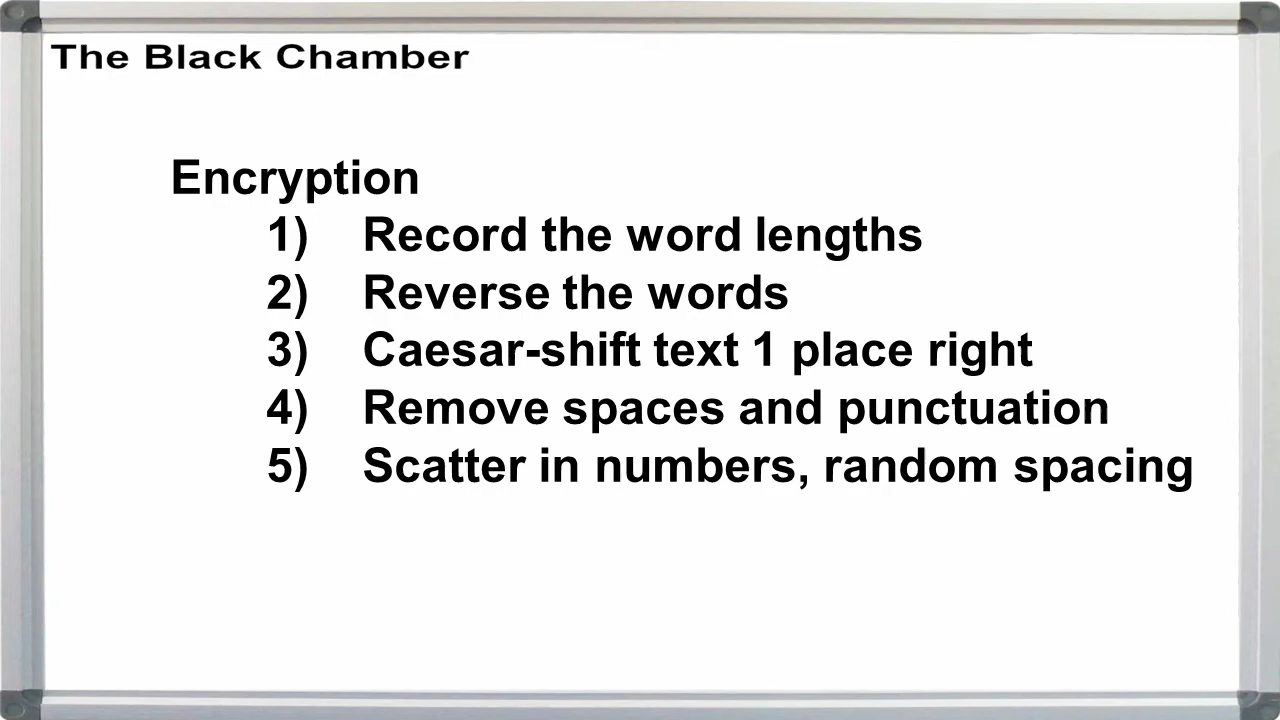 The Black Chamber
Encryption
1) Record the word lengths
2) Reverse the words
3) Caesar-shift text 1 place right
4) Remove spaces and punctuation
5) Scatter in numbers, random spacing